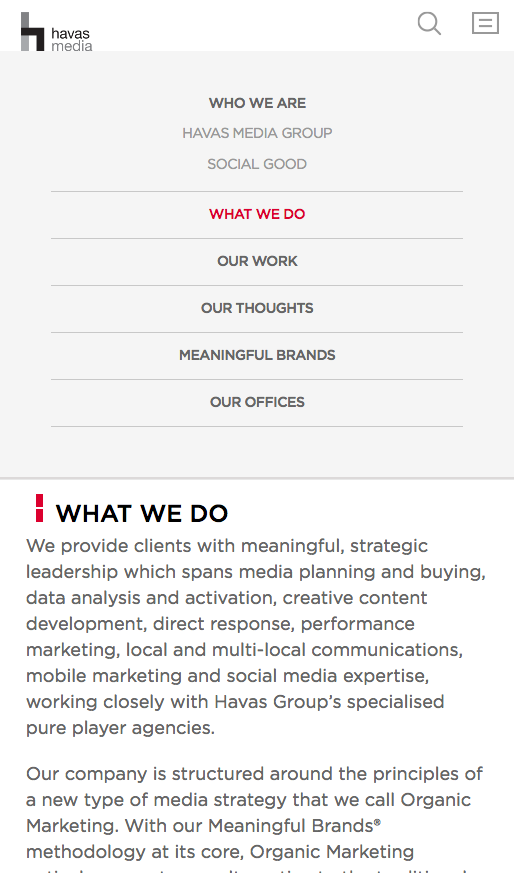 havas
media
WHO WE ARE
HAVAS MEDIA GROUP
SOCIAL GOOD
WHAT WE DO
OUR WORK
OUR THOUGHTS
MEANINGFUL BRANDS
OUR OFFICES
WHAT WE DO
We provide clients with meaningful, strategic
leadership which spans media planning and buying,
data analysis and activation, creative content
development, direct response, performance
marketing, local and multi-local communications,
mobile marketing and social media expertise,
working closely with Havas Group’s specialised
pure player agencies.
Our company is structured around the principles of
a new type of media strategy that we call Organic
Marketing. With our Meaningful Brands®
methodology at its core, Organic Marketing